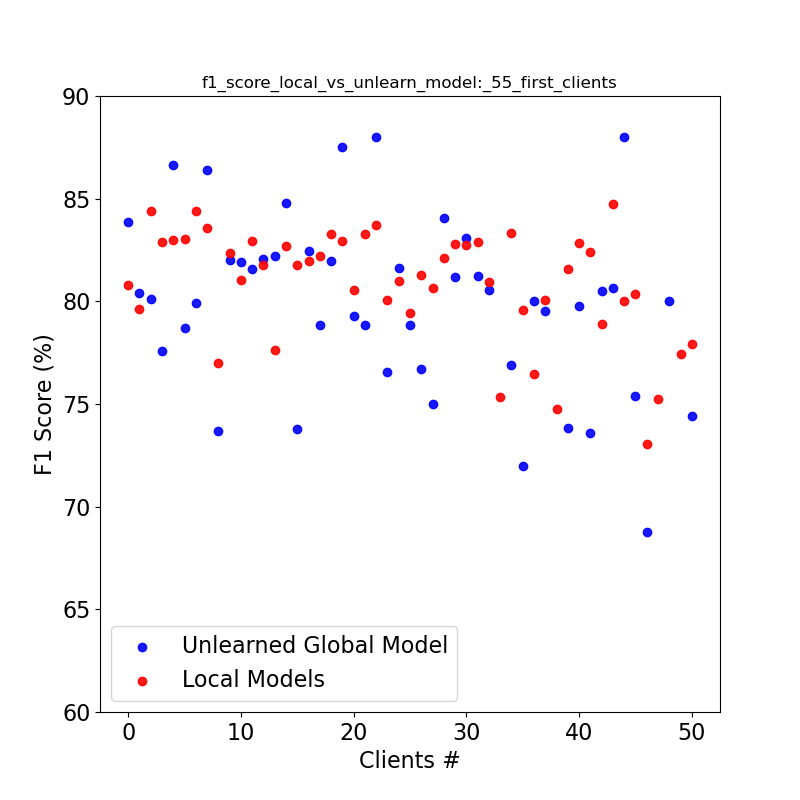 f1_score_local_vs_unlearn_model:_55_first_clients
90
85
80
75
70
65
60
F1 Score (%)
Unlearned Global Model
Local Models
0 10 20 30 40 50
Clients #